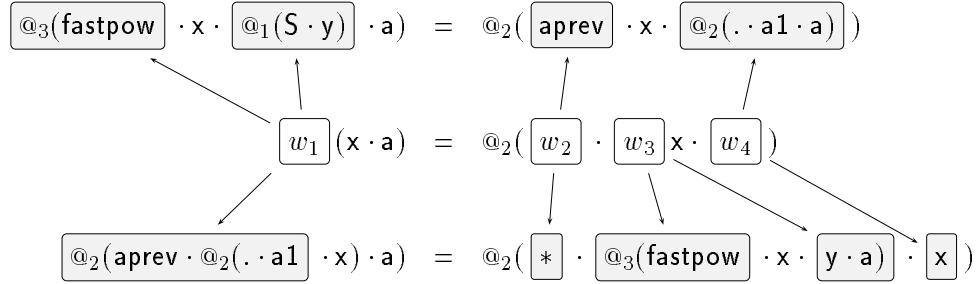 @₃(fastpow · x · @₁(S · y) · a) = @₂( aprev · x · @₂(. · a1 · a) )
w₁ (x · a) = @₂( w₂ · w₃ x · w₄ )
@₂(aprev · @₂(. · a1 · x) · a) = @₂( * · @₃(fastpow · x · y · a) · x )